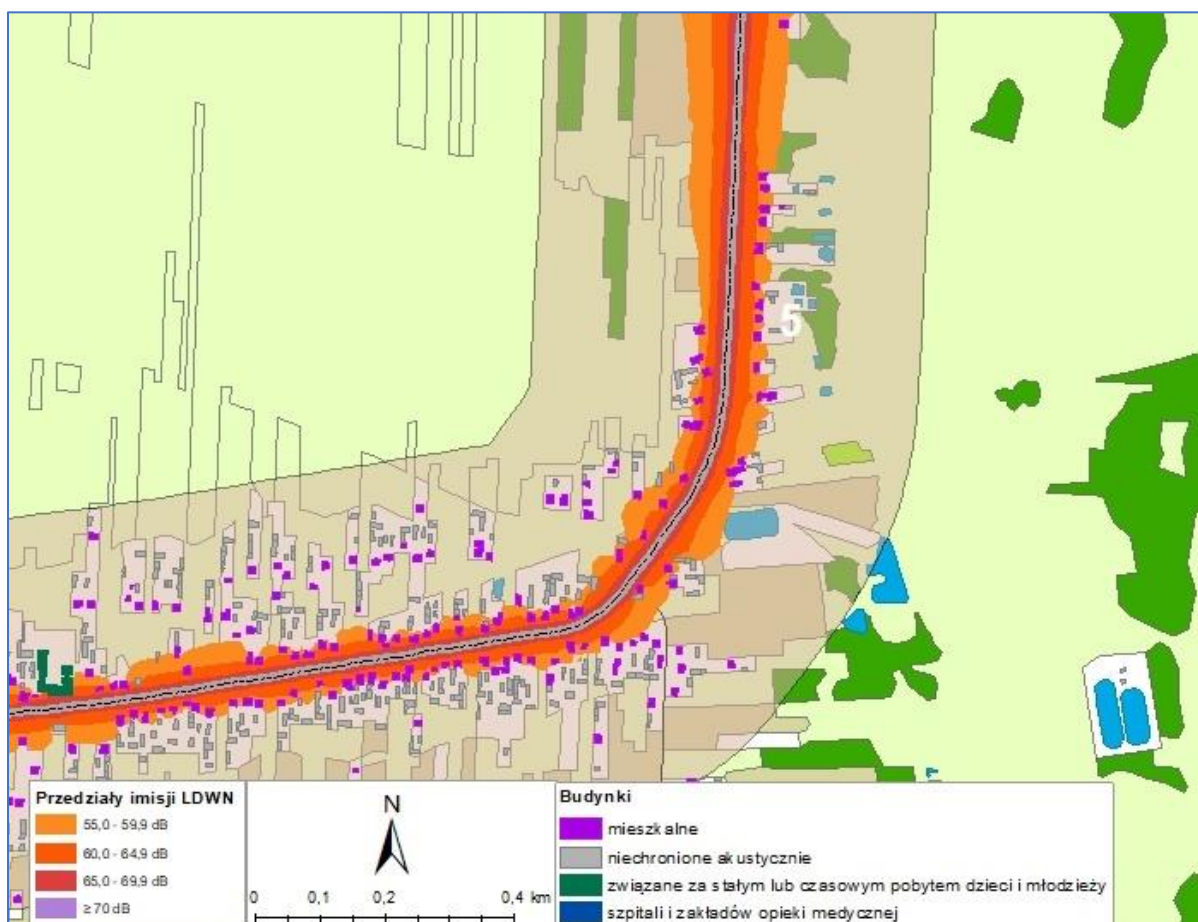 5
Przedziały imisji LDWN
55,0 - 59,9 dB
60,0 - 64,9 dB
65,0 - 69,9 dB
≥70 dB
N
0 0,1 0,2 0,4 km
Budynki
mieszkalne
niechronione akustycznie
związane za stałym lub czasowym pobytem dzieci i młodzieży
szpitali i zakładów opieki medycznej